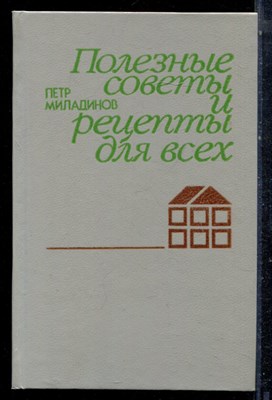 Полезные
советы
ПЕТР
МИЛАДИНОВ
и
рецепты
для всех